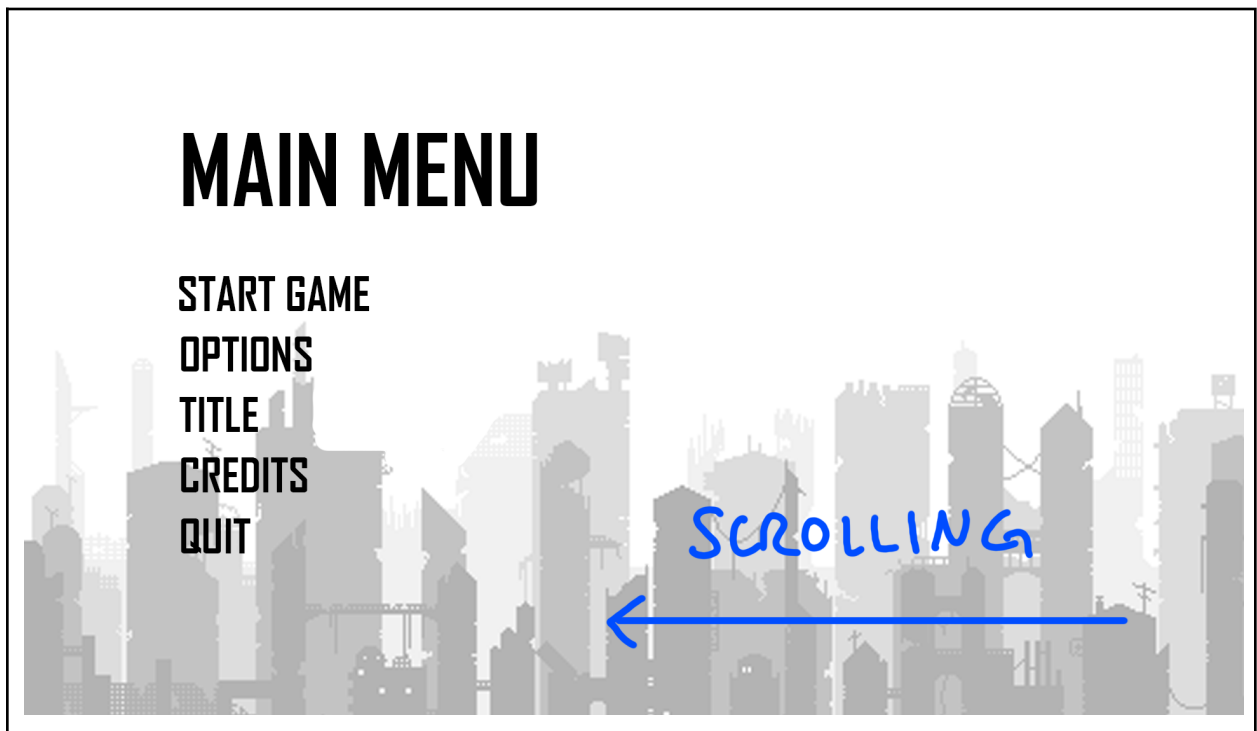 MAIN MENU
START GAME
OPTIONS
TITLE
CREDITS
QUIT
SCROLLING